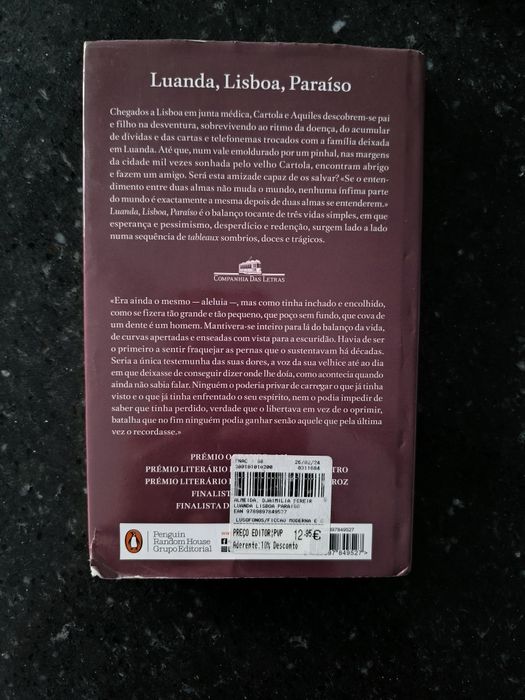 Luanda, Lisboa, Paraíso
Chegados a Lisboa em junta médica, Cartola e Aquiles descobrem-se pai
e filho na desventura, sobrevivendo ao ritmo da doença, do acumular
de dívidas e das cartas e telefonemas trocados com a família deixada
em Luanda. Até que, num vale emoldurado por um pinhal, nas margens
da cidade mil vezes sonhada pelo velho Cartola, encontram abrigo
e fazem um amigo. Será esta amizade capaz de os salvar? «Se o enten-
dimento entre duas almas não muda o mundo, nenhuma ínfima parte
do mundo é exactamente a mesma depois de duas almas se entenderem.»
Luanda, Lisboa, Paraíso é o balanço tocante de três vidas simples, em que
esperança e pessimismo, desperdício e redenção, surgem lado a lado
numa sequência de tableaux sombrios, doces e trágicos.
COMPANHIA DAS LETRAS
«Era ainda o mesmo — aleluia —, mas como tinha inchado e encolhido,
como se fizera tão grande e tão pequeno, que poço sem fundo, que cova de
um dente é um homem. Mantivera-se inteiro para lá do balanço da vida,
de curvas apertadas e enseadas com vista para a escuridão. Havia de ser
o primeiro a sentir fraquejar as pernas que o sustentavam há décadas.
Seria a única testemunha das suas dores, a voz da sua velhice até ao dia
em que deixasse de conseguir dizer onde lhe doía, como acontecia quando
ainda não sabia falar. Ninguém o poderia privar de carregar o que já tinha
visto e o que já tinha enfrentado o seu espírito, nem o podia impedir de
saber que tinha perdido, verdade que o libertava em vez de o oprimir,
batalha que no fim ninguém podia ganhar senão aquele que pela última
vez o recordasse.»
PRÉMIO O
PRÉMIO LITERÁRIO TRO
PRÉMIO LITERÁRIO ROZ
FINALIST
FINALISTA
FNAC 26/02/24
3001010104200 0311684
ALMEIDA, DJAIMILIA PEREIR
LUANDA LISBOA PARAISO
EAN 9789897849527
LUSOFONOS/FICCAO MODERNA E C
PREÇO EDITOR/PVP 12.95€
Aderente:10% Desconto
Penguin
Random House
Grupo Editorial